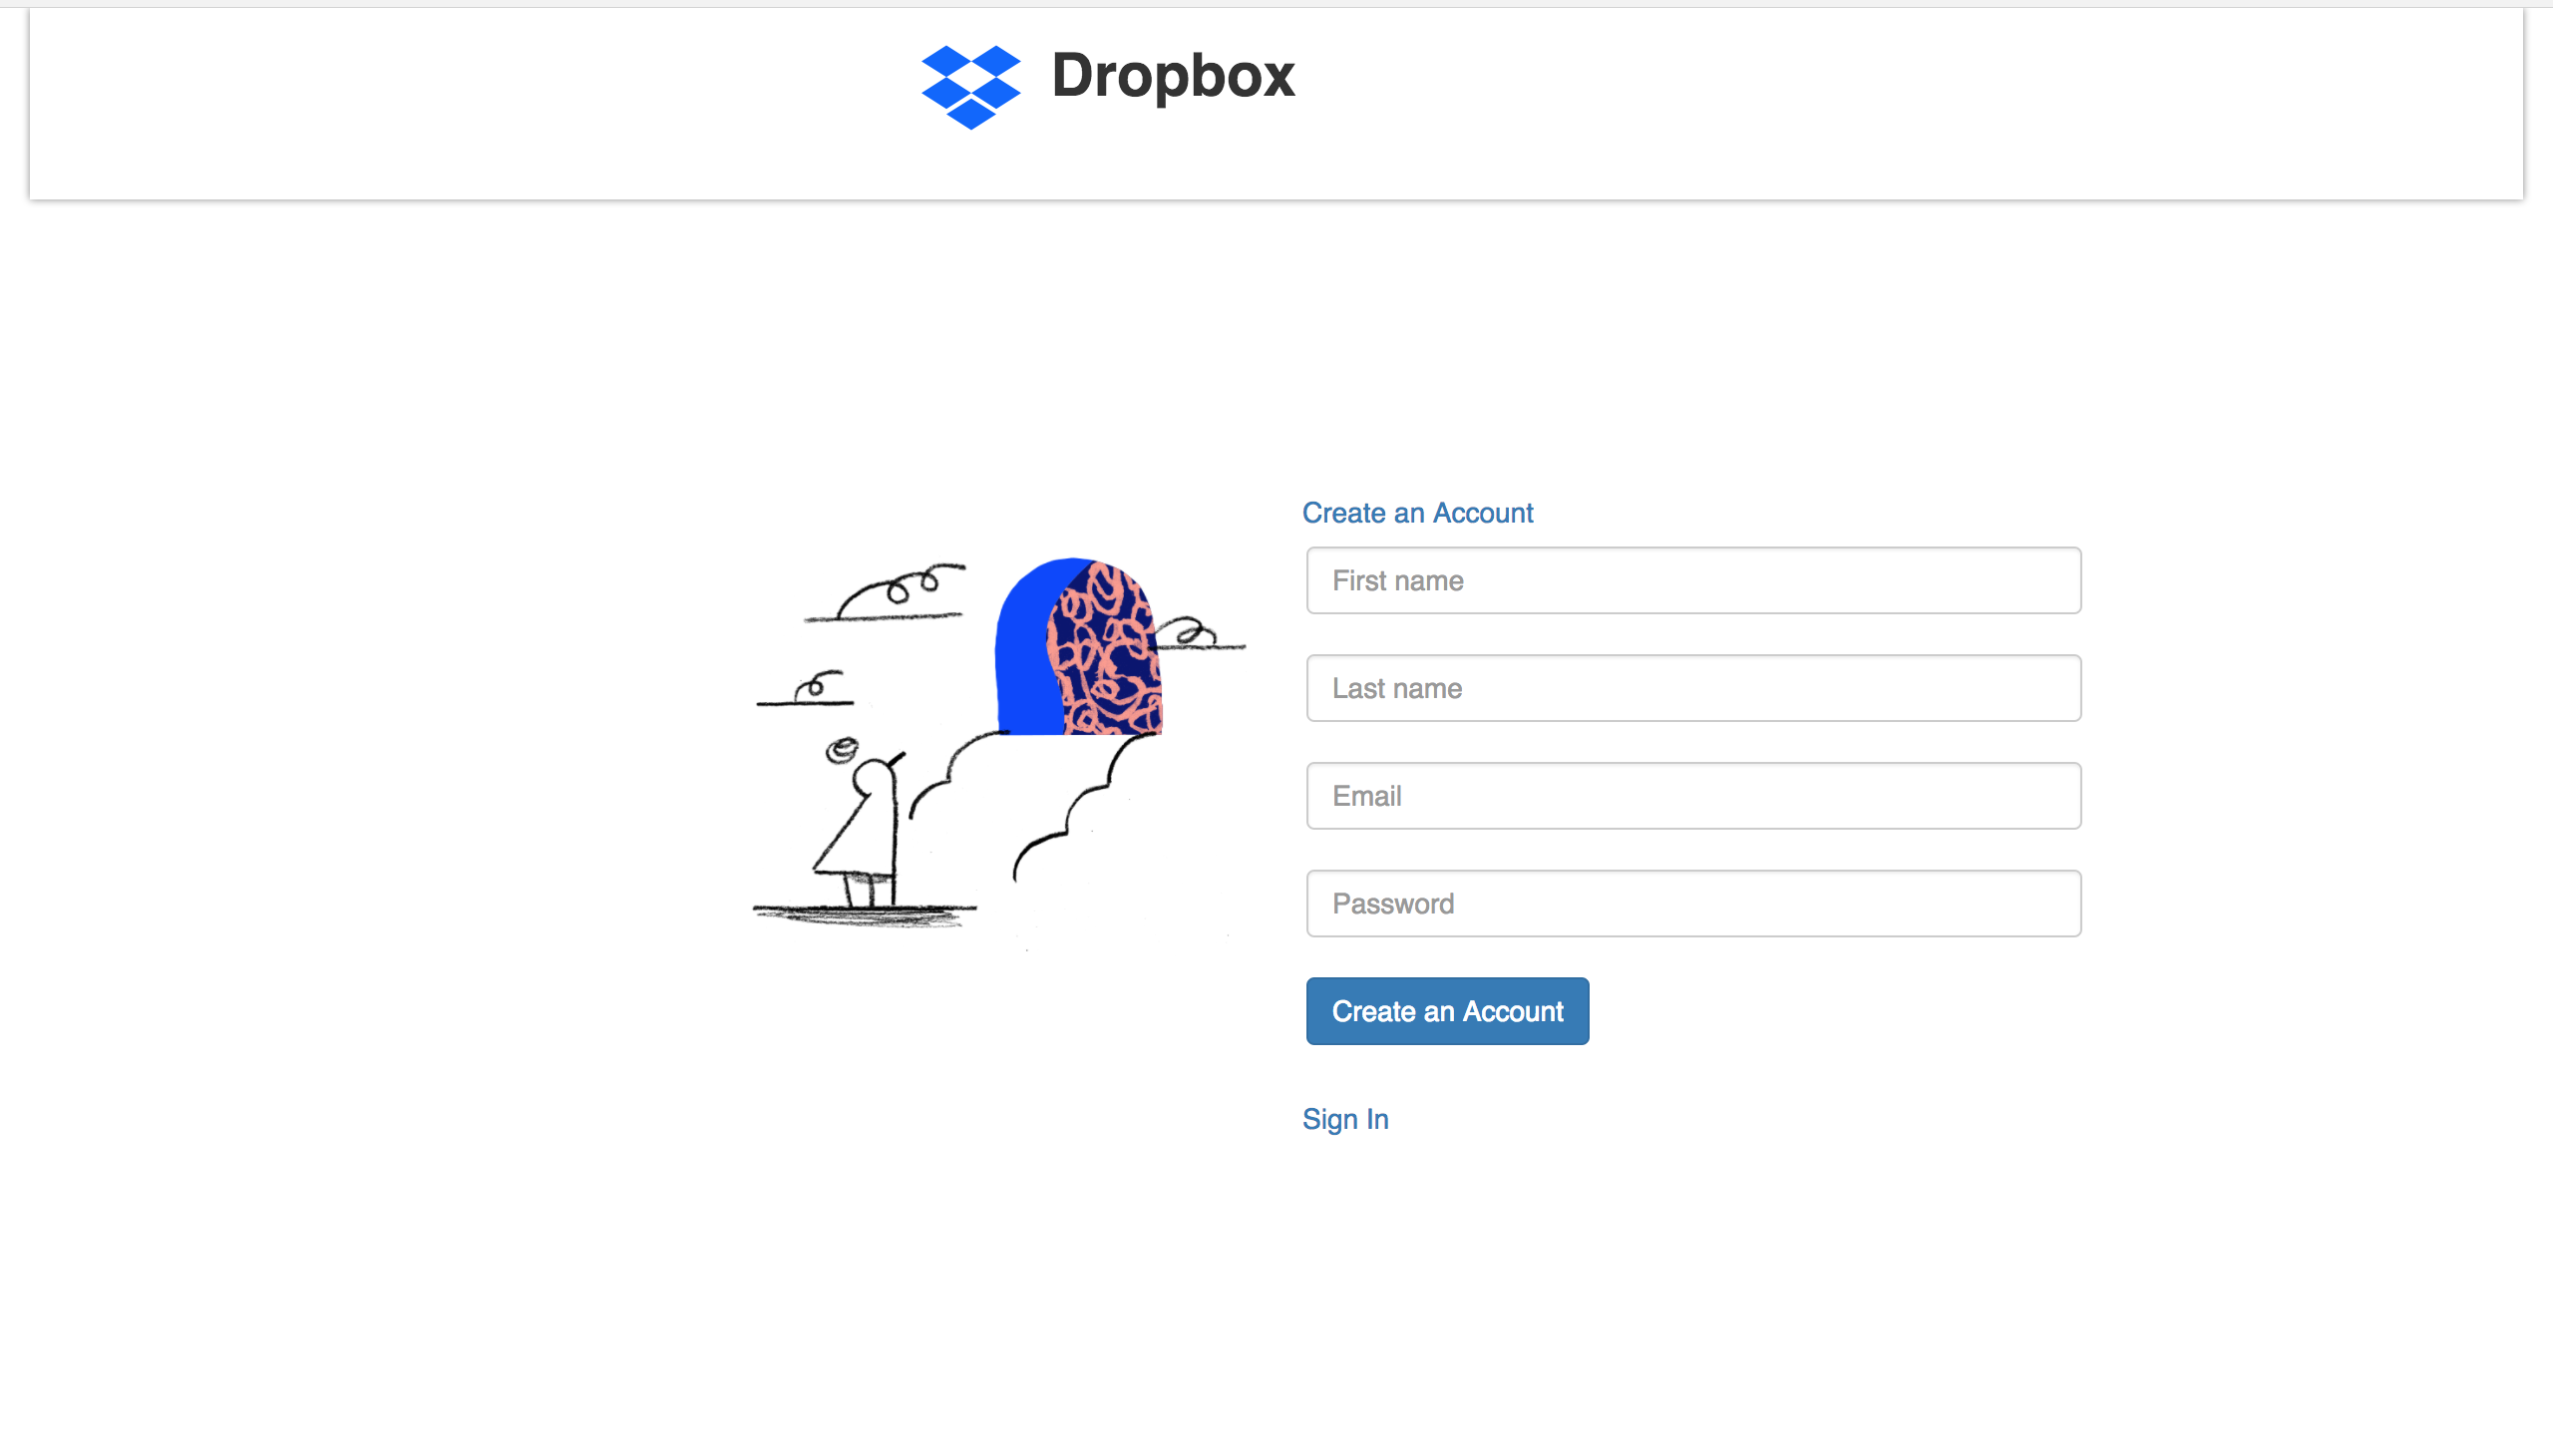 Dropbox
Create an Account
First name
Last name
Email
Password
Create an Account
Sign In